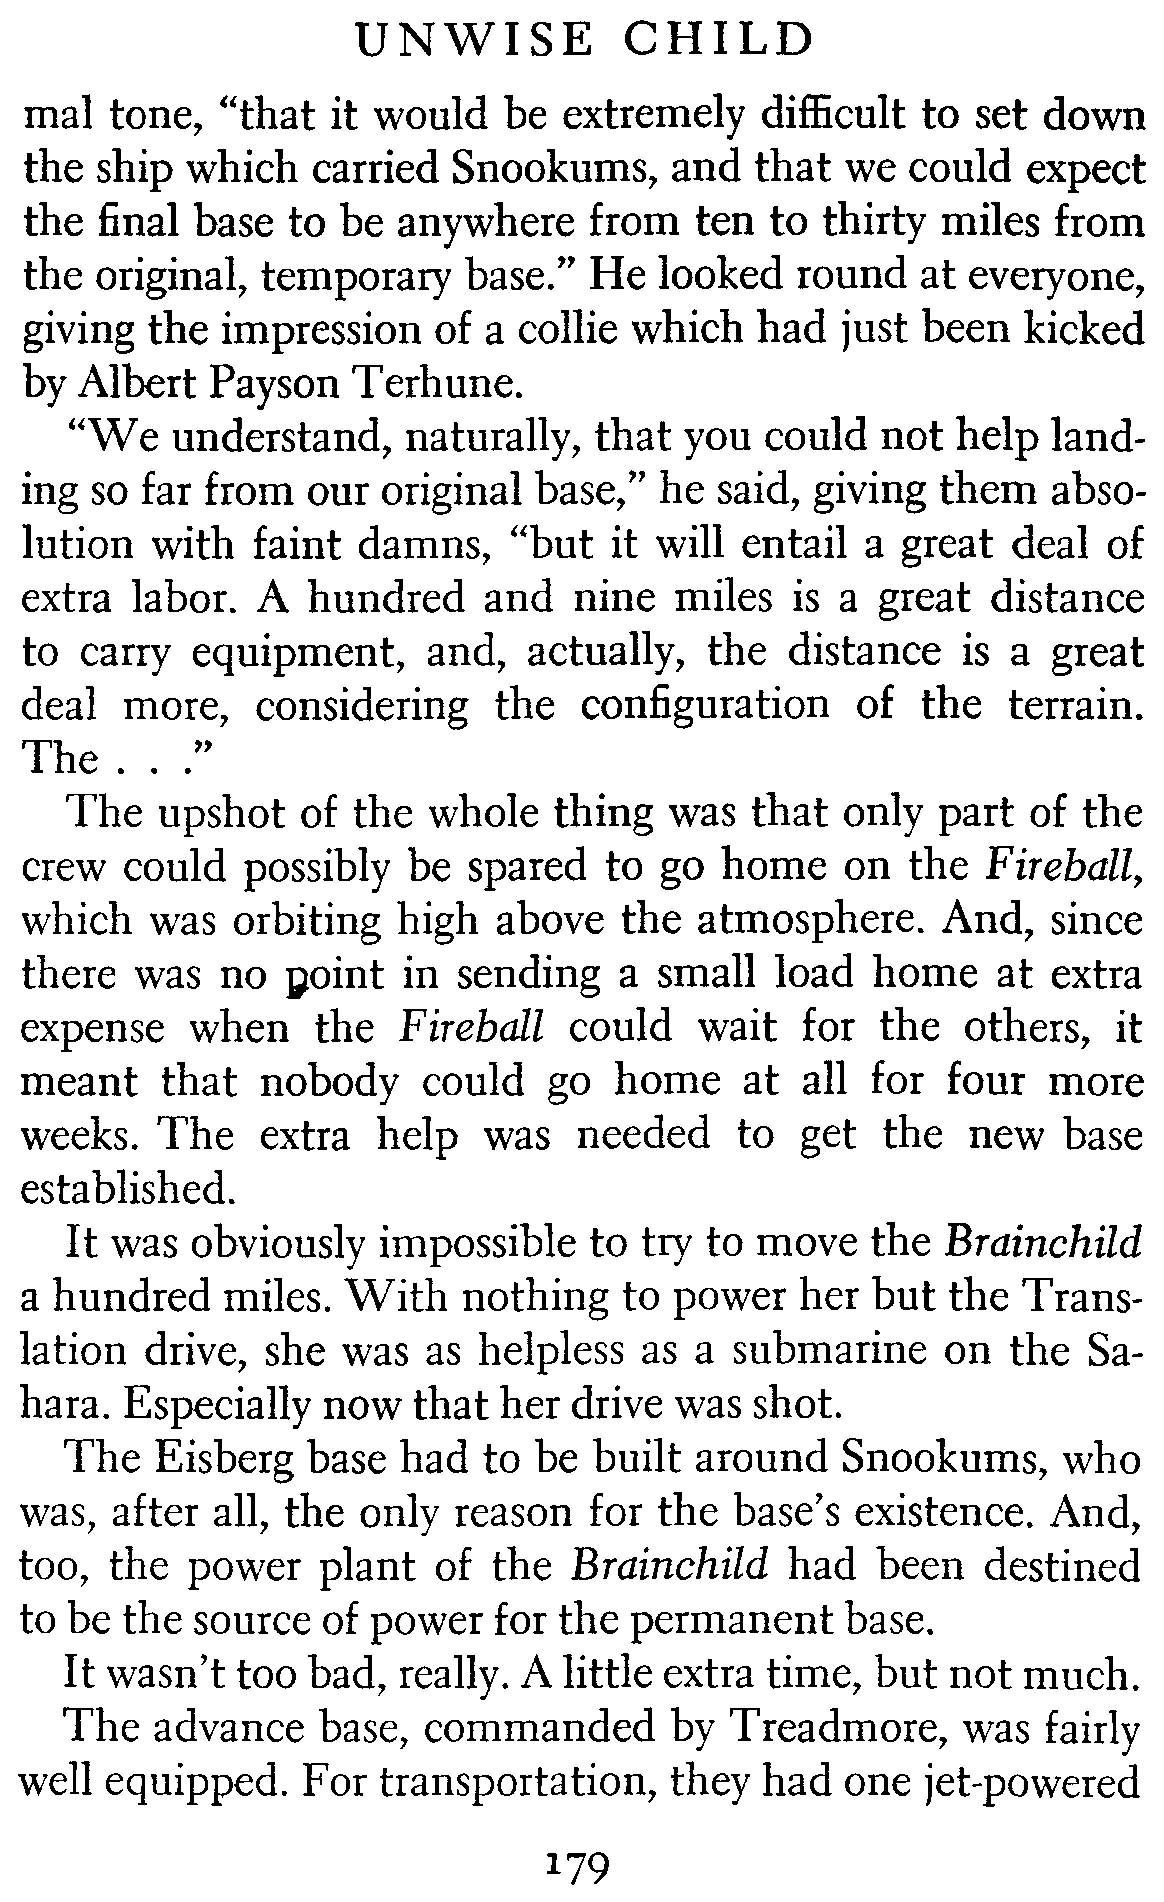 UNWISE CHILD
mal tone, “that it would be extremely difficult to set down
the ship which carried Snookums, and that we could expect
the final base to be anywhere from ten to thirty miles from
the original, temporary base.” He looked round at everyone,
giving the impression of a collie which had just been kicked
by Albert Payson Terhune.
“We understand, naturally, that you could not help land-
ing so far from our original base,” he said, giving them abso-
lution with faint damns, “but it will entail a great deal of
extra labor. A hundred and nine miles is a great distance
to carry equipment, and, actually, the distance is a great
deal more, considering the configuration of the terrain.
The . . .”
The upshot of the whole thing was that only part of the
crew could possibly be spared to go home on the Fireball,
which was orbiting high above the atmosphere. And, since
there was no point in sending a small load home at extra
expense when the Fireball could wait for the others, it
meant that nobody could go home at all for four more
weeks. The extra help was needed to get the new base
established.
It was obviously impossible to try to move the Brainchild
a hundred miles. With nothing to power her but the Trans-
lation drive, she was as helpless as a submarine on the Sa-
hara. Especially now that her drive was shot.
The Eisberg base had to be built around Snookums, who
was, after all, the only reason for the base’s existence. And,
too, the power plant of the Brainchild had been destined
to be the source of power for the permanent base.
It wasn’t too bad, really. A little extra time, but not much.
The advance base, commanded by Treadmore, was fairly
well equipped. For transportation, they had one jet-powered
179